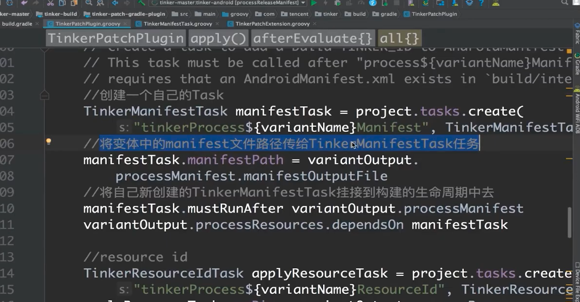 tinker-master:tinker-android [processReleaseManifest]
tinker-master tinker-build tinker-patch-gradle-plugin src main groovy com tencent tinker build gradle TinkerPatchPlugin
build.gradle TinkerPatchPlugin.groovy TinkerManifestTask.groovy TinkerPatchExtension.groovy
TinkerPatchPlugin apply() afterEvaluate{} all{}
// Create a task to add a build TINKER_ID to AndroidManifest
01 // This task must be called after "process${variantName}Manif
02 // requires that an AndroidManifest.xml exists in `build/inte
03 //创建一个自己的Task
04 TinkerManifestTask manifestTask = project.tasks.create(
05 s: "tinkerProcess${variantName}Manifest", TinkerManifestT
06 //将变体中的manifest文件路径传给TinkerManifestTask任务
07 manifestTask.manifestPath = variantOutput.
08 processManifest.manifestOutputFile
09 //将自己新创建的TinkerManifestTask挂接到构建的生命周期中去
10 manifestTask.mustRunAfter variantOutput.processManifest
11 variantOutput.processResources.dependsOn manifestTask
12
13 //resource id
14 TinkerResourceIdTask applyResourceTask = project.tasks.create
15 s: "tinkerProcess${variantName}ResourceId", TinkerResour